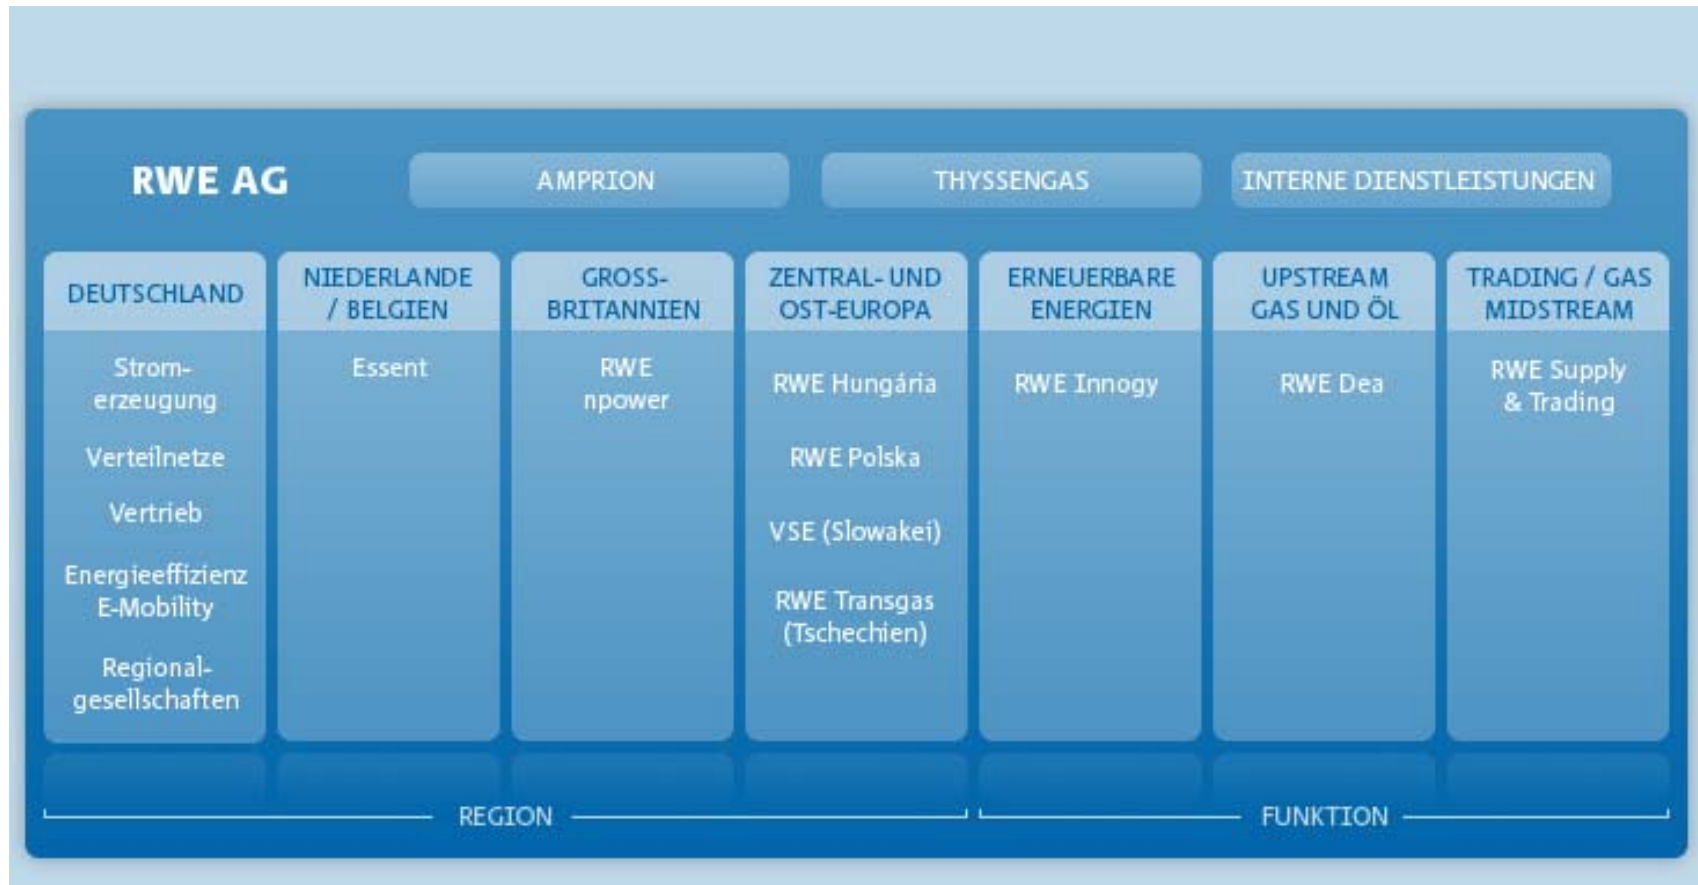 RWE AG
AMPRION
THYSSENGAS
INTERNE DIENSTLEISTUNGEN
DEUTSCHLAND
Strom-
erzeugung
Verteilnetze
Vertrieb
Energieeffizienz
E-Mobility
Regional-
gesellschaften
NIEDERLANDE
/ BELGIEN
Essent
GROSS-
BRITANNIEN
RWE
npower
ZENTRAL- UND
OST-EUROPA
RWE Hungária
RWE Polska
VSE (Slowakei)
RWE Transgas
(Tschechien)
ERNEUERBARE
ENERGIEN
RWE Innogy
UPSTREAM
GAS UND ÖL
RWE Dea
TRADING / GAS
MIDSTREAM
RWE Supply
& Trading
REGION
FUNKTION